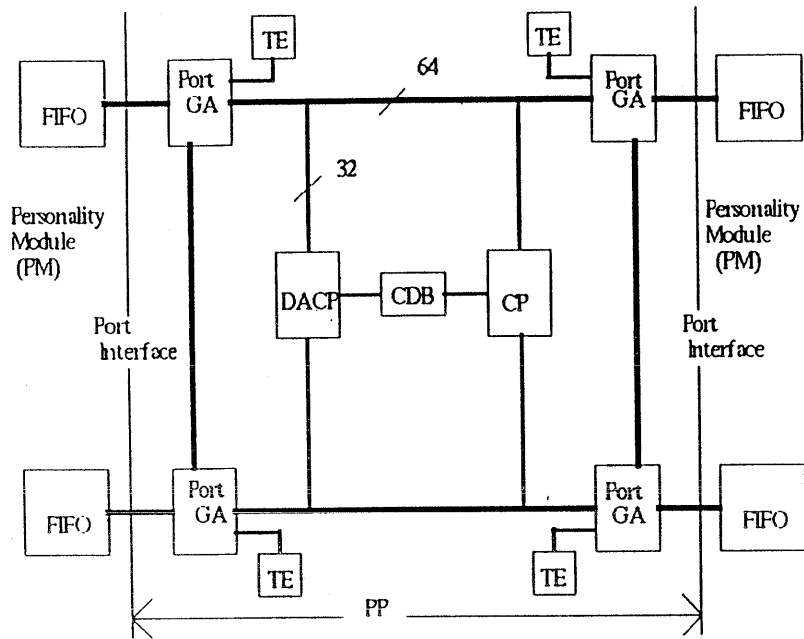 TE
TE
64
Port
GA
Port
GA
FIFO
FIFO
32
Personality
Module
(PM)
Personality
Module
(PM)
DACP
CDB
CP
Port
Interface
Port
Interface
Port
GA
Port
GA
FIFO
FIFO
TE
TE
PP